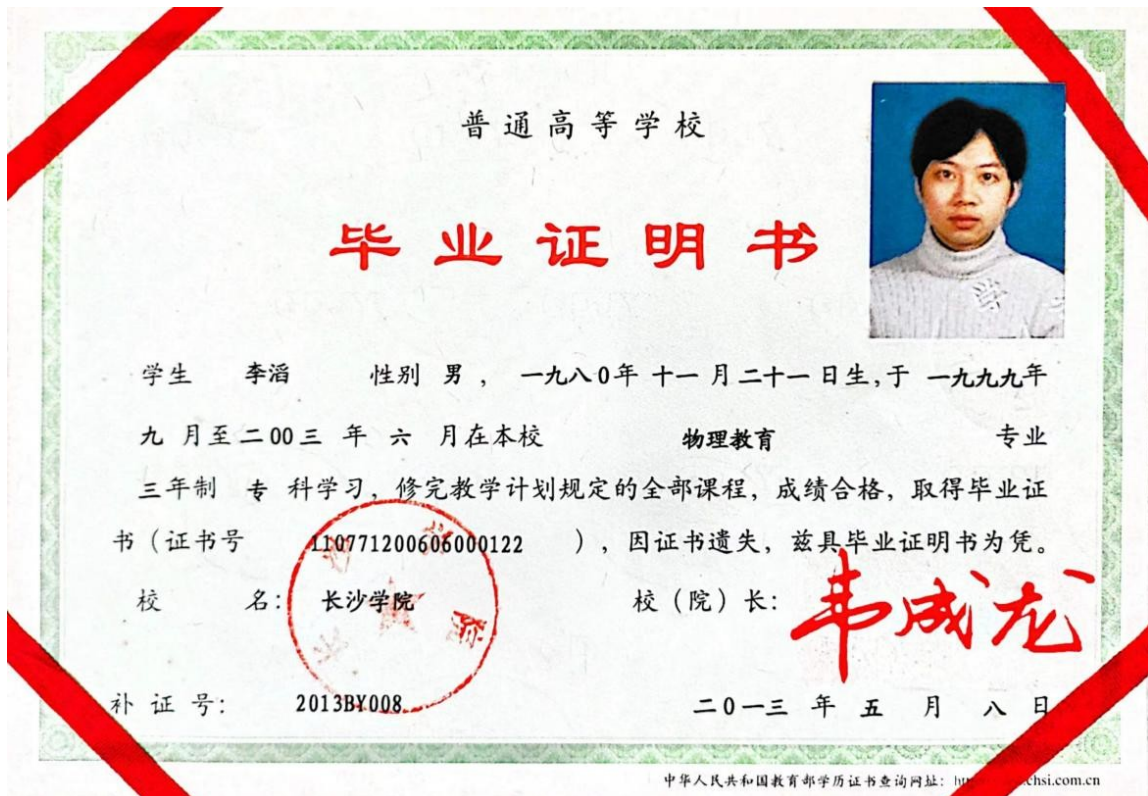 普通高等学校
毕业证明书
学生 李滔 性别 男 ， 一九八0年 十一 月二十一 日生,于 一九九九年
九 月至二00三 年 六 月在本校 物理教育 专业
三年制 专 科学习，修完教学计划规定的全部课程，成绩合格，取得毕业证
书（证书号 110771200606000122 ），因证书遗失，兹具毕业证明书为凭。
校 名: 长沙学院 校（院）长: 韦成龙
补 证 号: 2013BY008 二0一三 年 五 月 八 日
中华人民共和国教育部学历证书查询网址: chsi.com.cn